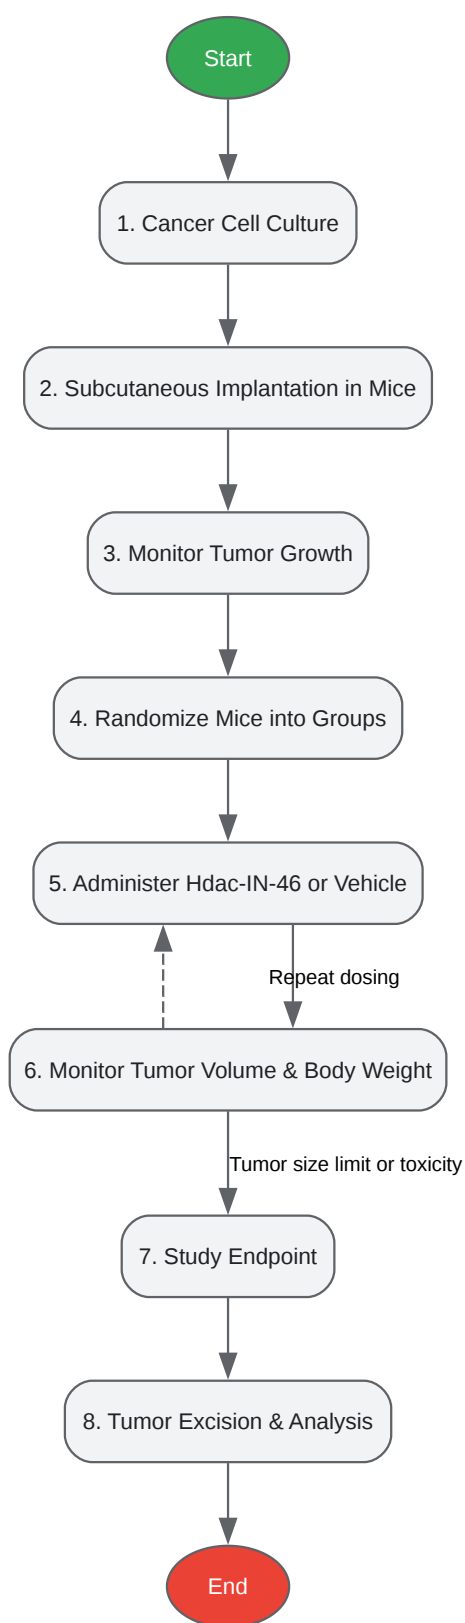 Start
1. Cancer Cell Culture
2. Subcutaneous Implantation in Mice
3. Monitor Tumor Growth
4. Randomize Mice into Groups
5. Administer Hdac-IN-46 or Vehicle
Repeat dosing
6. Monitor Tumor Volume & Body Weight
Tumor size limit or toxicity
7. Study Endpoint
8. Tumor Excision & Analysis
End